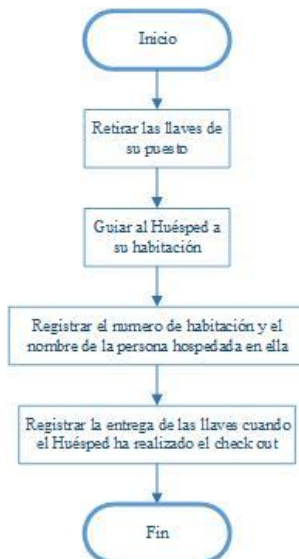 Inicio
Retirar las llaves de
su puesto
Guiar al Huésped a
su habitación
Registrar el numero de habitación y el
nombre de la persona hospedada en ella
Registrar la entrega de las llaves cuando
el Huésped ha realizado el check out
Fin